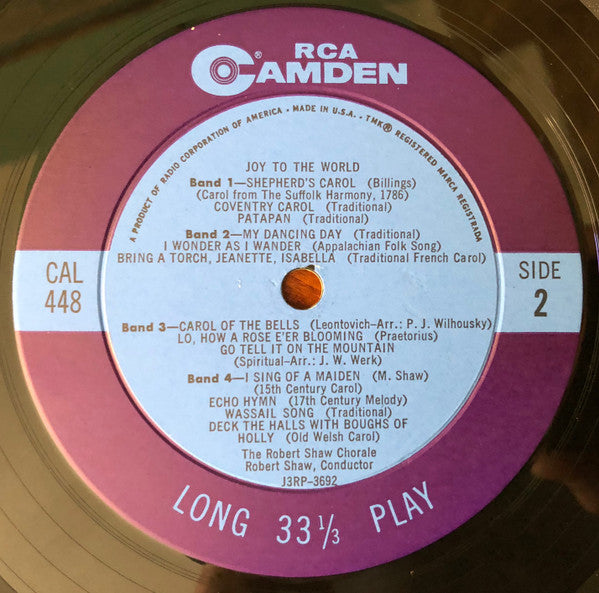 RCA
CAMDEN®
A PRODUCT OF RADIO CORPORATION OF AMERICA • MADE IN U.S.A. • TMK® REGISTERED MARCA REGISTRADA
JOY TO THE WORLD
Band 1—SHEPHERD'S CAROL (Billings)
(Carol from The Suffolk Harmony, 1786)
COVENTRY CAROL (Traditional)
PATAPAN (Traditional)
Band 2—MY DANCING DAY (Traditional)
I WONDER AS I WANDER (Appalachian Folk Song)
BRING A TORCH, JEANETTE, ISABELLA (Traditional French Carol)
CAL
448
SIDE
2
Band 3—CAROL OF THE BELLS (Leontovich–Arr.: P. J. Wilhousky)
LO, HOW A ROSE E'ER BLOOMING (Praetorius)
GO TELL IT ON THE MOUNTAIN
(Spiritual–Arr.: J. W. Werk)
Band 4—I SING OF A MAIDEN (M. Shaw)
(15th Century Carol)
ECHO HYMN (17th Century Melody)
WASSAIL SONG (Traditional)
DECK THE HALLS WITH BOUGHS OF
HOLLY (Old Welsh Carol)
The Robert Shaw Chorale
Robert Shaw, Conductor
J3RP-3692
LONG 33 1/3 PLAY